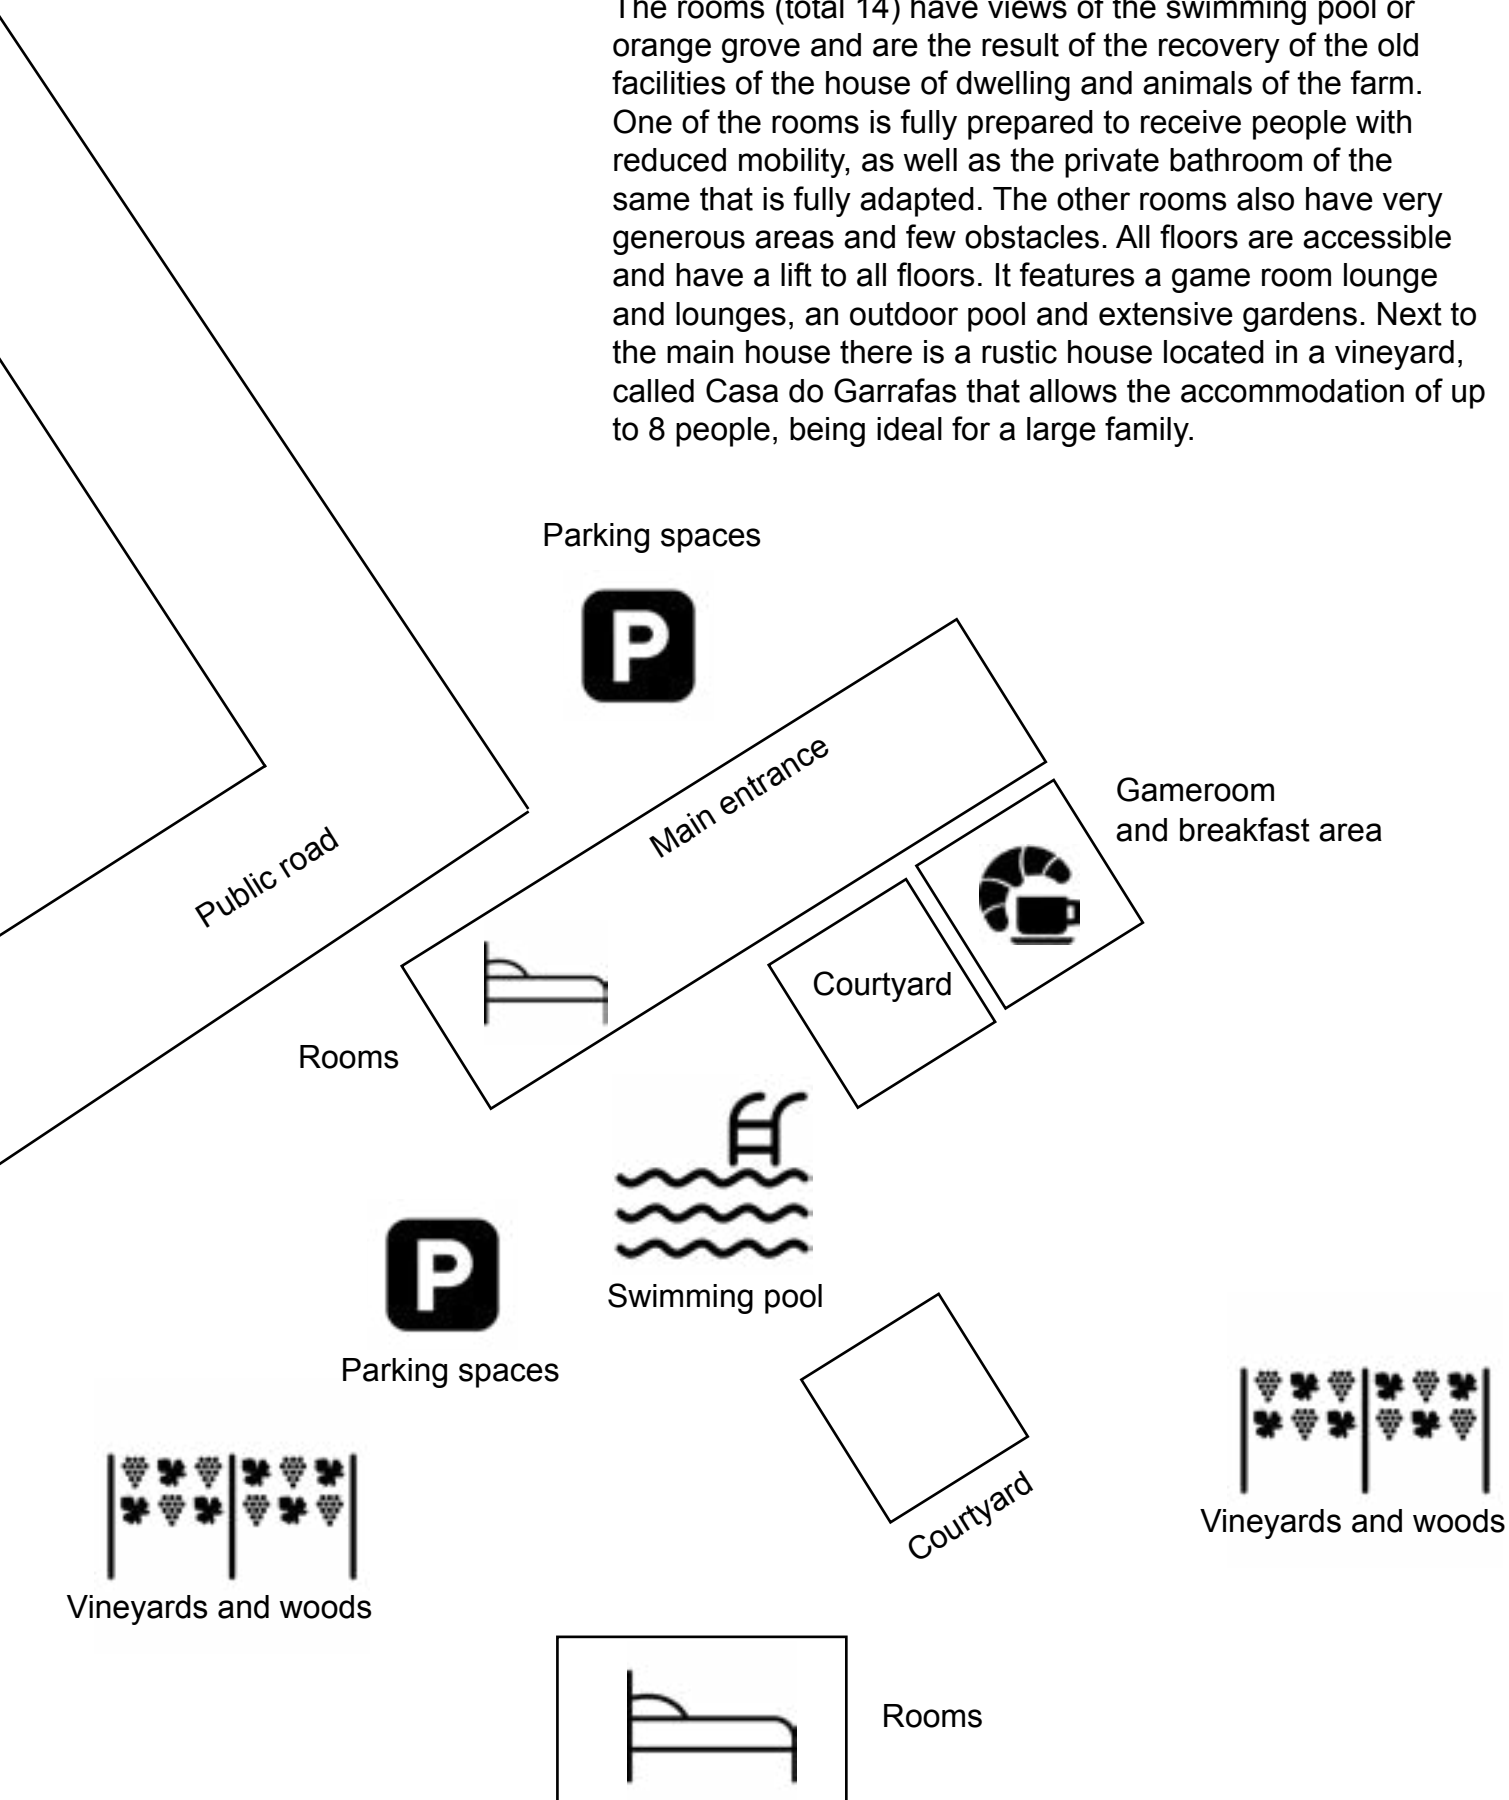 The rooms (total 14) have views of the swimming pool or
orange grove and are the result of the recovery of the old
facilities of the house of dwelling and animals of the farm.
One of the rooms is fully prepared to receive people with
reduced mobility, as well as the private bathroom of the
same that is fully adapted. The other rooms also have very
generous areas and few obstacles. All floors are accessible
and have a lift to all floors. It features a game room lounge
and lounges, an outdoor pool and extensive gardens. Next to
the main house there is a rustic house located in a vineyard,
called Casa do Garrafas that allows the accommodation of up
to 8 people, being ideal for a large family.
Parking spaces
P
Main entrance
Gameroom
and breakfast area
Public road
Courtyard
Rooms
P
Swimming pool
Parking spaces
Courtyard
Vineyards and woods
Vineyards and woods
Rooms